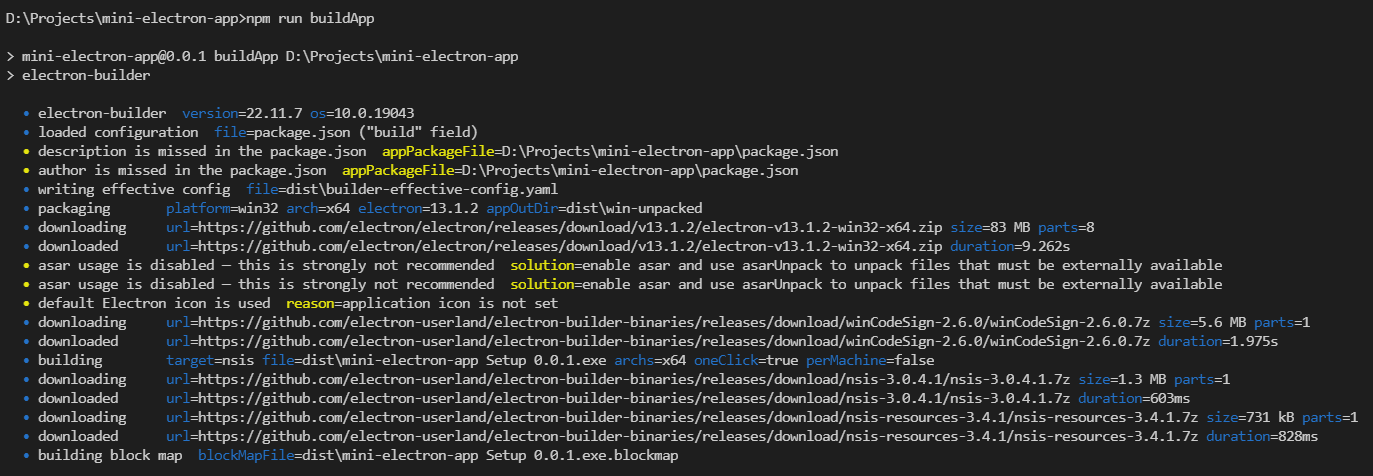 D:\Projects\mini-electron-app>npm run buildApp
> mini-electron-app@0.0.1 buildApp D:\Projects\mini-electron-app
> electron-builder
• electron-builder version=22.11.7 os=10.0.19043
• loaded configuration file=package.json ("build" field)
• description is missed in the package.json appPackageFile=D:\Projects\mini-electron-app\package.json
• author is missed in the package.json appPackageFile=D:\Projects\mini-electron-app\package.json
• writing effective config file=dist\builder-effective-config.yaml
• packaging platform=win32 arch=x64 electron=13.1.2 appOutDir=dist\win-unpacked
• downloading url=https://github.com/electron/electron/releases/download/v13.1.2/electron-v13.1.2-win32-x64.zip size=83 MB parts=8
• downloaded url=https://github.com/electron/electron/releases/download/v13.1.2/electron-v13.1.2-win32-x64.zip duration=9.262s
• asar usage is disabled — this is strongly not recommended solution=enable asar and use asarUnpack to unpack files that must be externally available
• asar usage is disabled — this is strongly not recommended solution=enable asar and use asarUnpack to unpack files that must be externally available
• default Electron icon is used reason=application icon is not set
• downloading url=https://github.com/electron-userland/electron-builder-binaries/releases/download/winCodeSign-2.6.0/winCodeSign-2.6.0.7z size=5.6 MB parts=1
• downloaded url=https://github.com/electron-userland/electron-builder-binaries/releases/download/winCodeSign-2.6.0/winCodeSign-2.6.0.7z duration=1.975s
• building target=nsis file=dist\mini-electron-app Setup 0.0.1.exe archs=x64 oneClick=true perMachine=false
• downloading url=https://github.com/electron-userland/electron-builder-binaries/releases/download/nsis-3.0.4.1/nsis-3.0.4.1.7z size=1.3 MB parts=1
• downloaded url=https://github.com/electron-userland/electron-builder-binaries/releases/download/nsis-3.0.4.1/nsis-3.0.4.1.7z duration=603ms
• downloading url=https://github.com/electron-userland/electron-builder-binaries/releases/download/nsis-resources-3.4.1/nsis-resources-3.4.1.7z size=731 kB parts=1
• downloaded url=https://github.com/electron-userland/electron-builder-binaries/releases/download/nsis-resources-3.4.1/nsis-resources-3.4.1.7z duration=828ms
• building block map blockMapFile=dist\mini-electron-app Setup 0.0.1.exe.blockmap